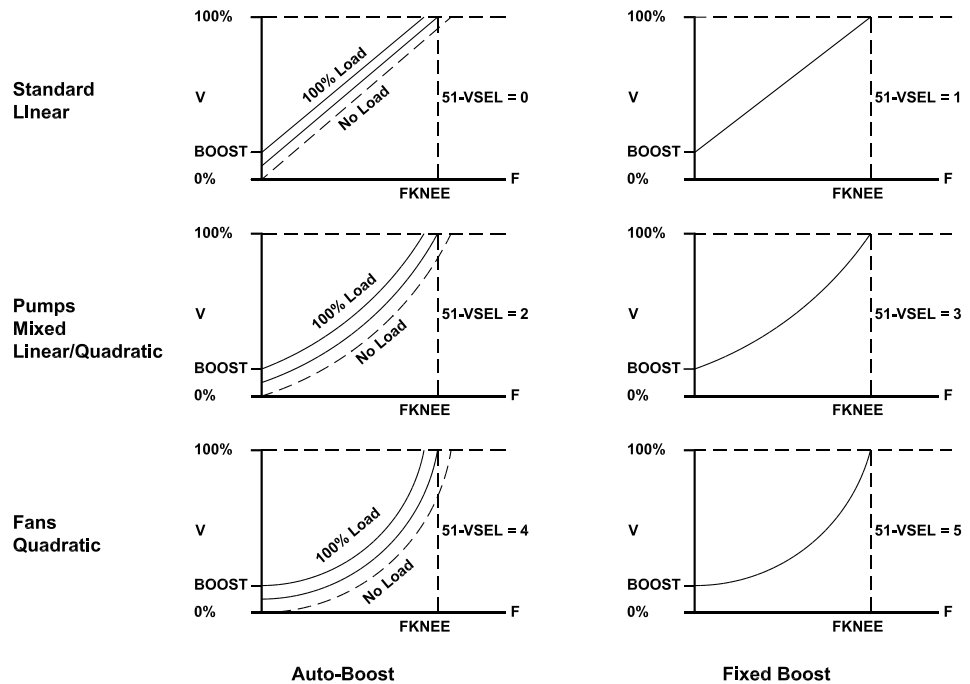 100%
100% Load
Standard
LInear
V
No Load
51-VSEL = 0
BOOST
0%
F
FKNEE
100%
V
51-VSEL = 1
BOOST
0%
F
FKNEE
100%
100% Load
Pumps
Mixed
Linear/Quadratic
V
No Load
51-VSEL = 2
BOOST
0%
F
FKNEE
100%
V
51-VSEL = 3
BOOST
0%
F
FKNEE
100%
100% Load
Fans
Quadratic
V
No Load
51-VSEL = 4
BOOST
0%
F
FKNEE
100%
V
51-VSEL = 5
BOOST
0%
F
FKNEE
Auto-Boost
Fixed Boost